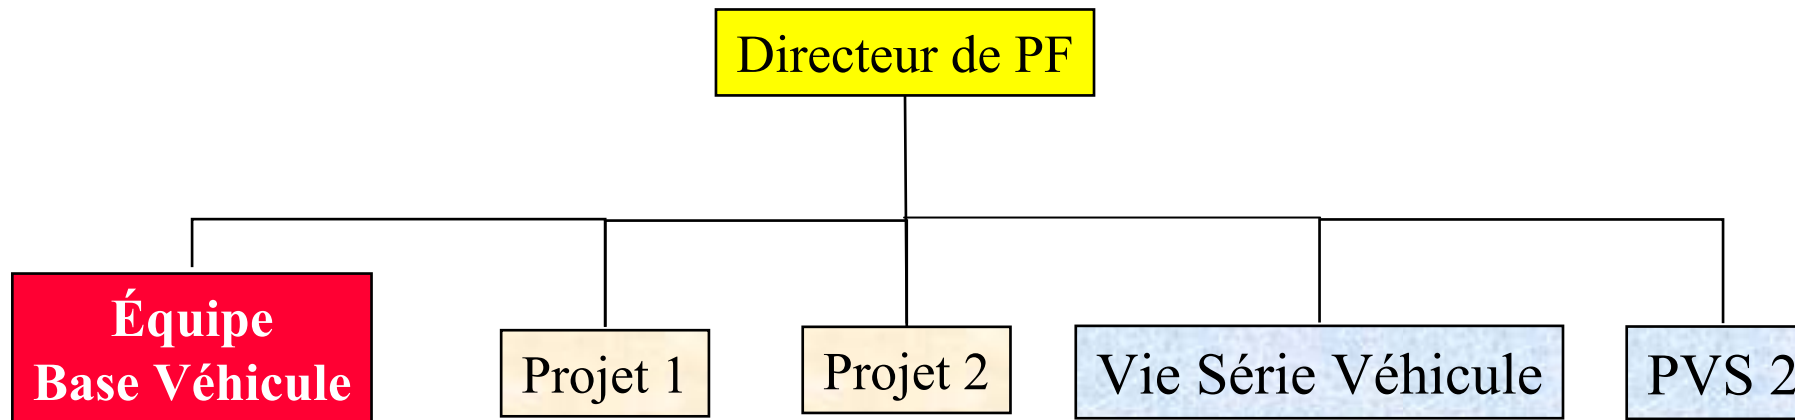 Directeur de PF
Équipe
Base Véhicule
Projet 1
Projet 2
Vie Série Véhicule
PVS 2